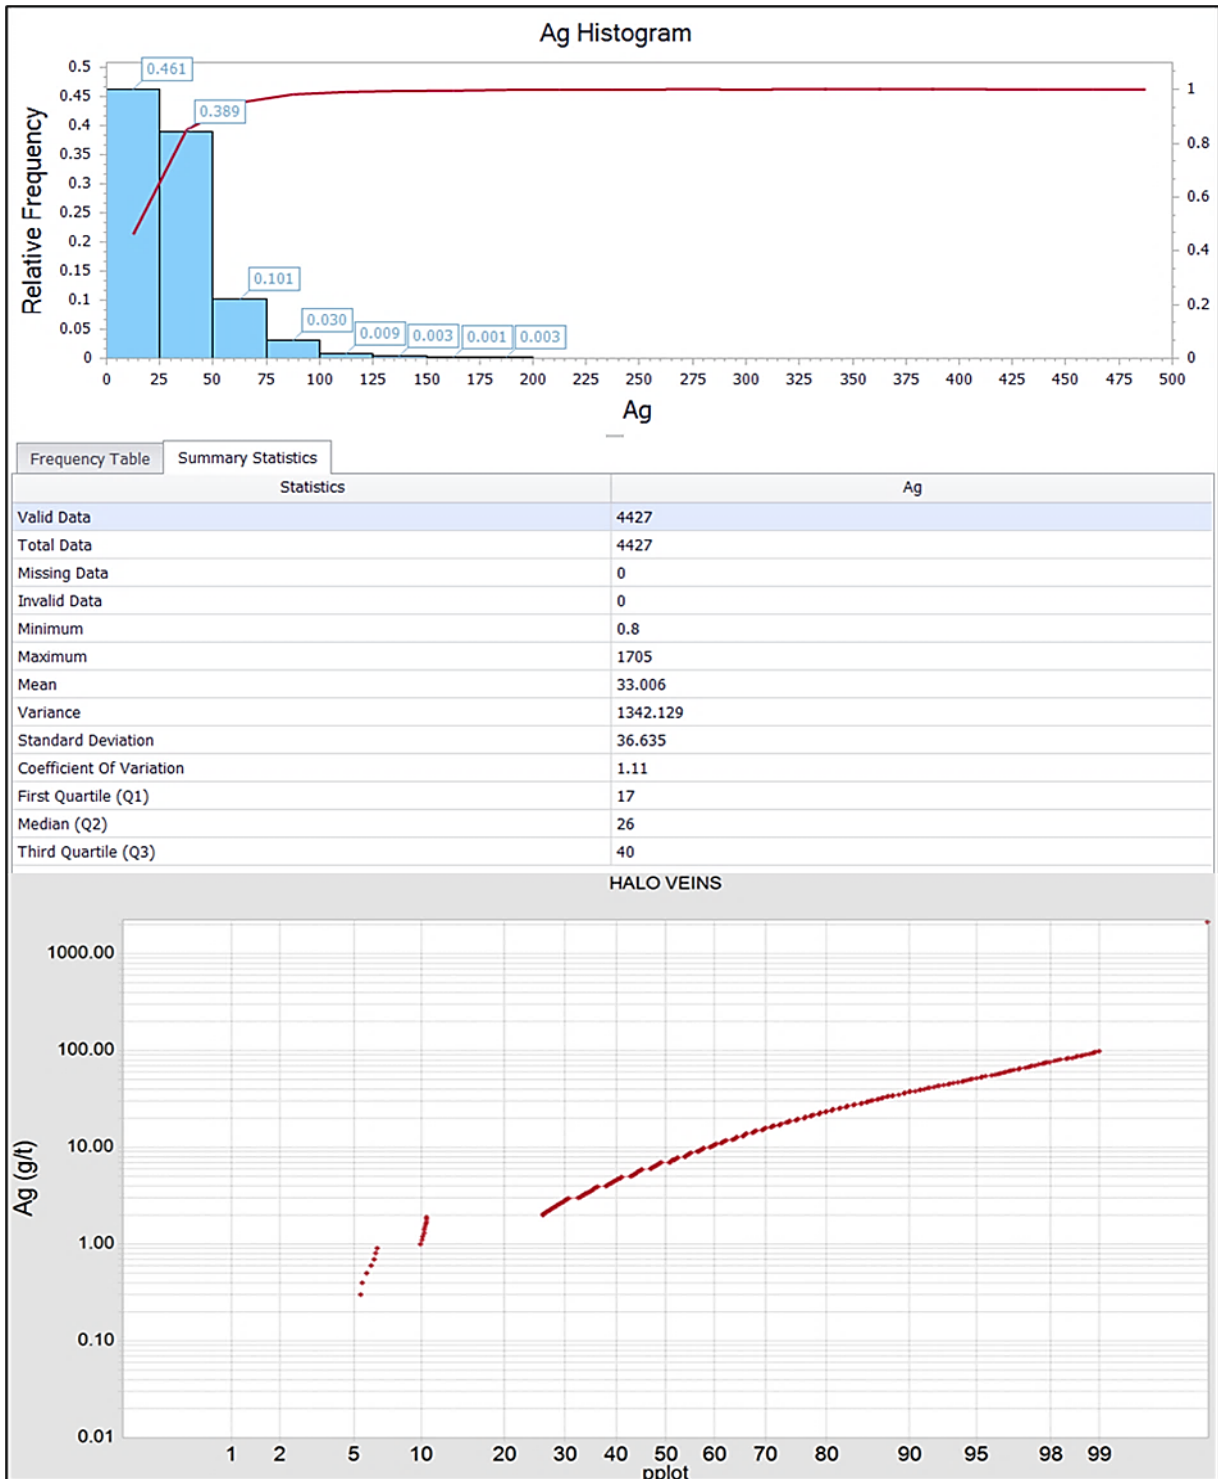 Ag Histogram
Relative Frequency
0.5
0.45
0.4
0.35
0.3
0.25
0.2
0.15
0.1
0.05
0
0.461
0.389
0.101
0.030
0.009
0.003
0.001
0.003
1
0.8
0.6
0.4
0.2
0
0 25 50 75 100 125 150 175 200 225 250 275 300 325 350 375 400 425 450 475 500
Ag
Frequency Table Summary Statistics
Statistics Ag
Valid Data 4427
Total Data 4427
Missing Data 0
Invalid Data 0
Minimum 0.8
Maximum 1705
Mean 33.006
Variance 1342.129
Standard Deviation 36.635
Coefficient Of Variation 1.11
First Quartile (Q1) 17
Median (Q2) 26
Third Quartile (Q3) 40
HALO VEINS
Ag (g/t)
1000.00
100.00
10.00
1.00
0.10
0.01
1 2 5 10 20 30 40 50 60 70 80 90 95 98 99
pplot